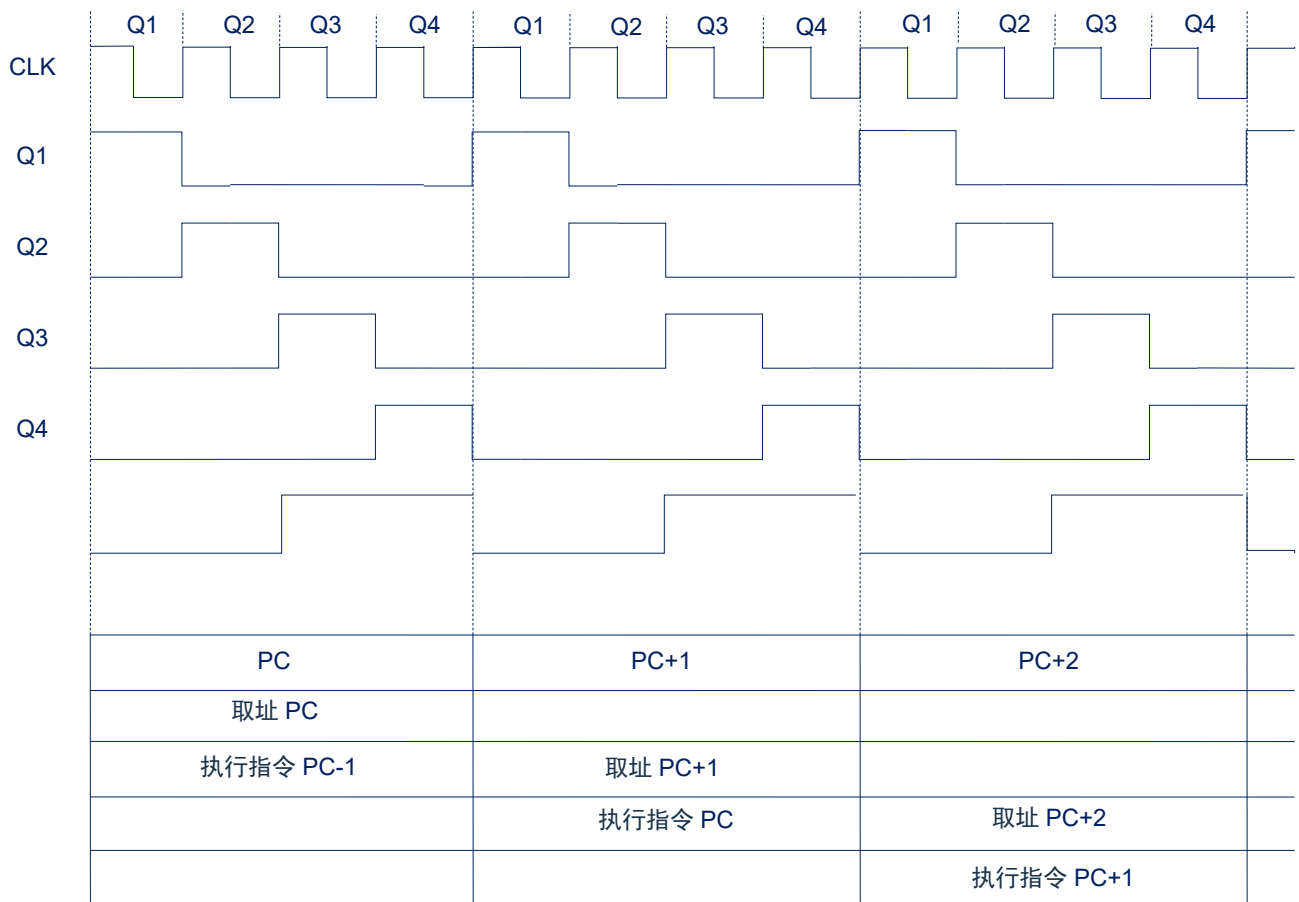 Q1 Q2 Q3 Q4 Q1 Q2 Q3 Q4 Q1 Q2 Q3 Q4
CLK
Q1
Q2
Q3
Q4
PC PC+1 PC+2
取址 PC
执行指令 PC-1 取址 PC+1
执行指令 PC 取址 PC+2
执行指令 PC+1